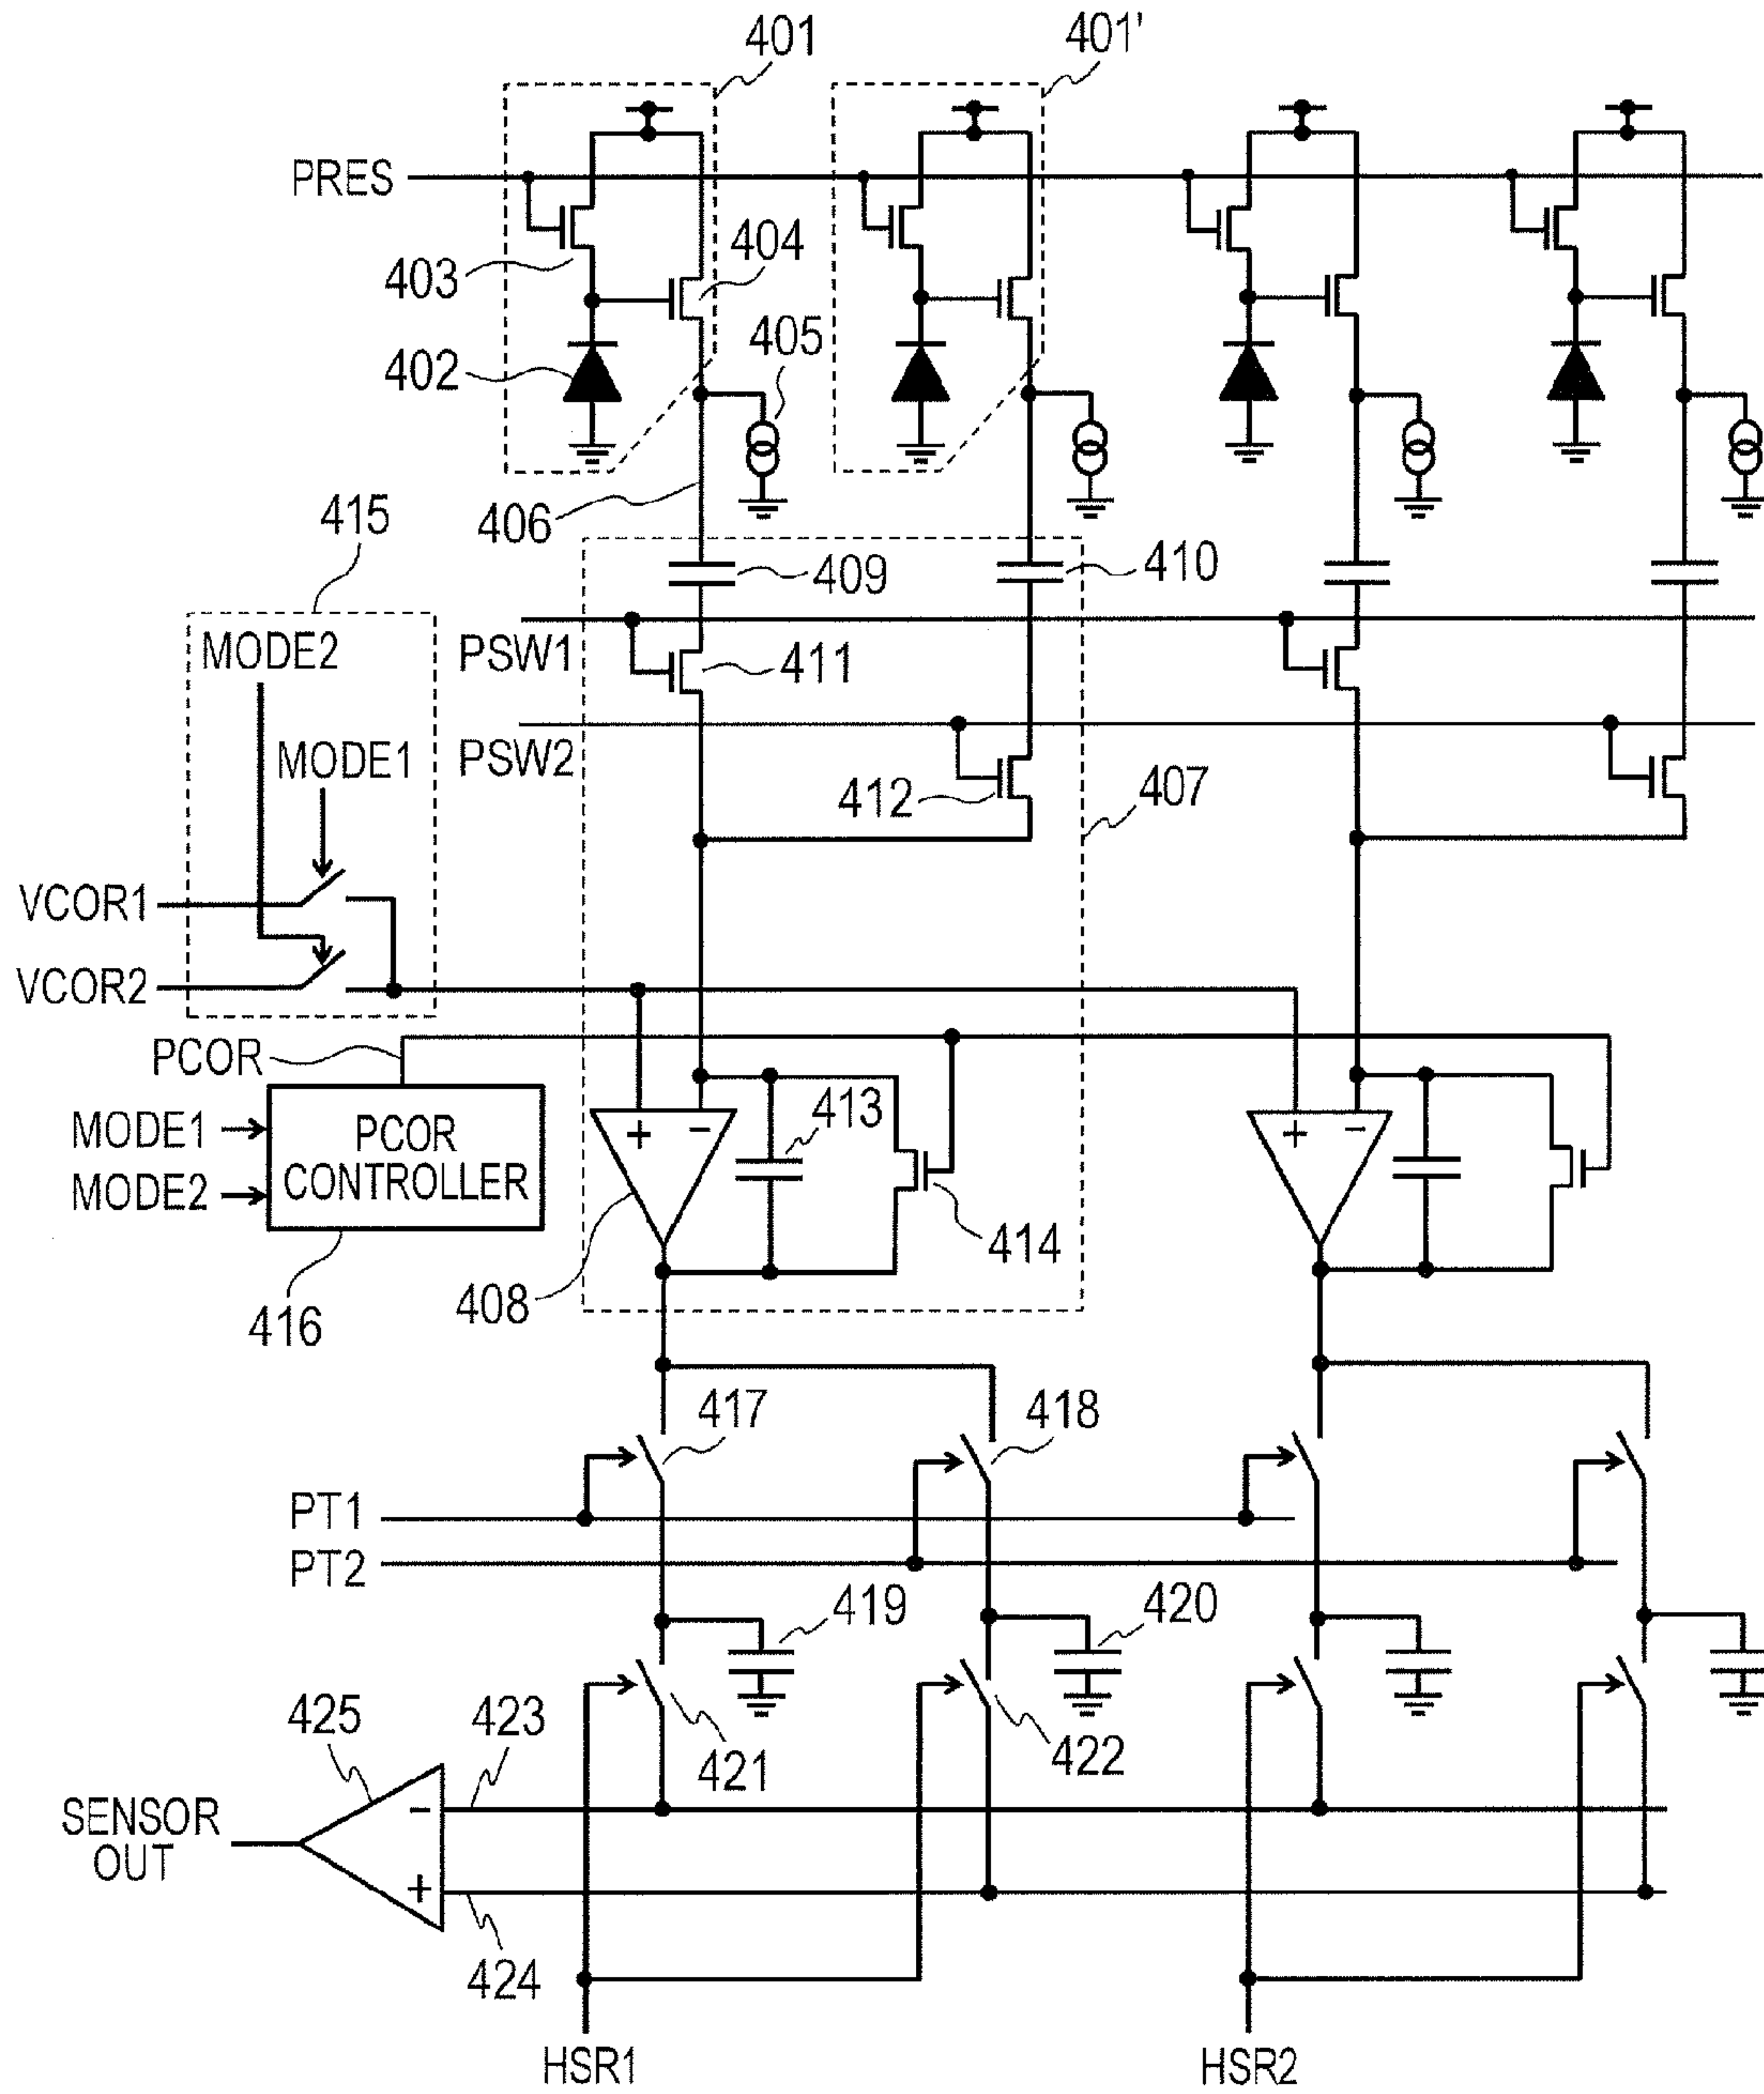 401
401'
PRES
404
403
405
402
406
415
409
410
MODE2
PSW1
411
MODE1
PSW2
412
407
VCOR1
VCOR2
PCOR
MODE1
MODE2
PCOR
CONTROLLER
+
−
413
+
−
414
408
416
417
418
PT1
PT2
419
420
425
423
421
422
SENSOR
OUT
−
+
424
HSR1
HSR2